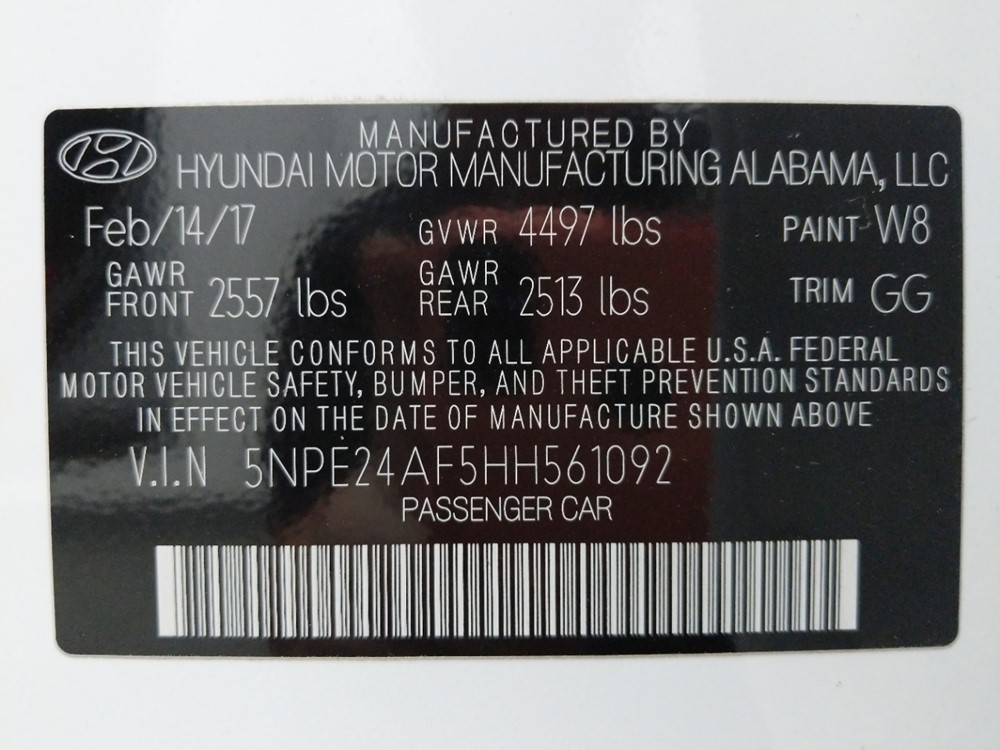 MANUFACTURED BY
HYUNDAI MOTOR MANUFACTURING ALABAMA, LLC
Feb/14/17 GVWR 4497 lbs PAINT W8
GAWR FRONT 2557 lbs GAWR REAR 2513 lbs TRIM GG
THIS VEHICLE CONFORMS TO ALL APPLICABLE U.S.A. FEDERAL
MOTOR VEHICLE SAFETY, BUMPER, AND THEFT PREVENTION STANDARDS
IN EFFECT ON THE DATE OF MANUFACTURE SHOWN ABOVE
V.I.N 5NPE24AF5HH561092
PASSENGER CAR